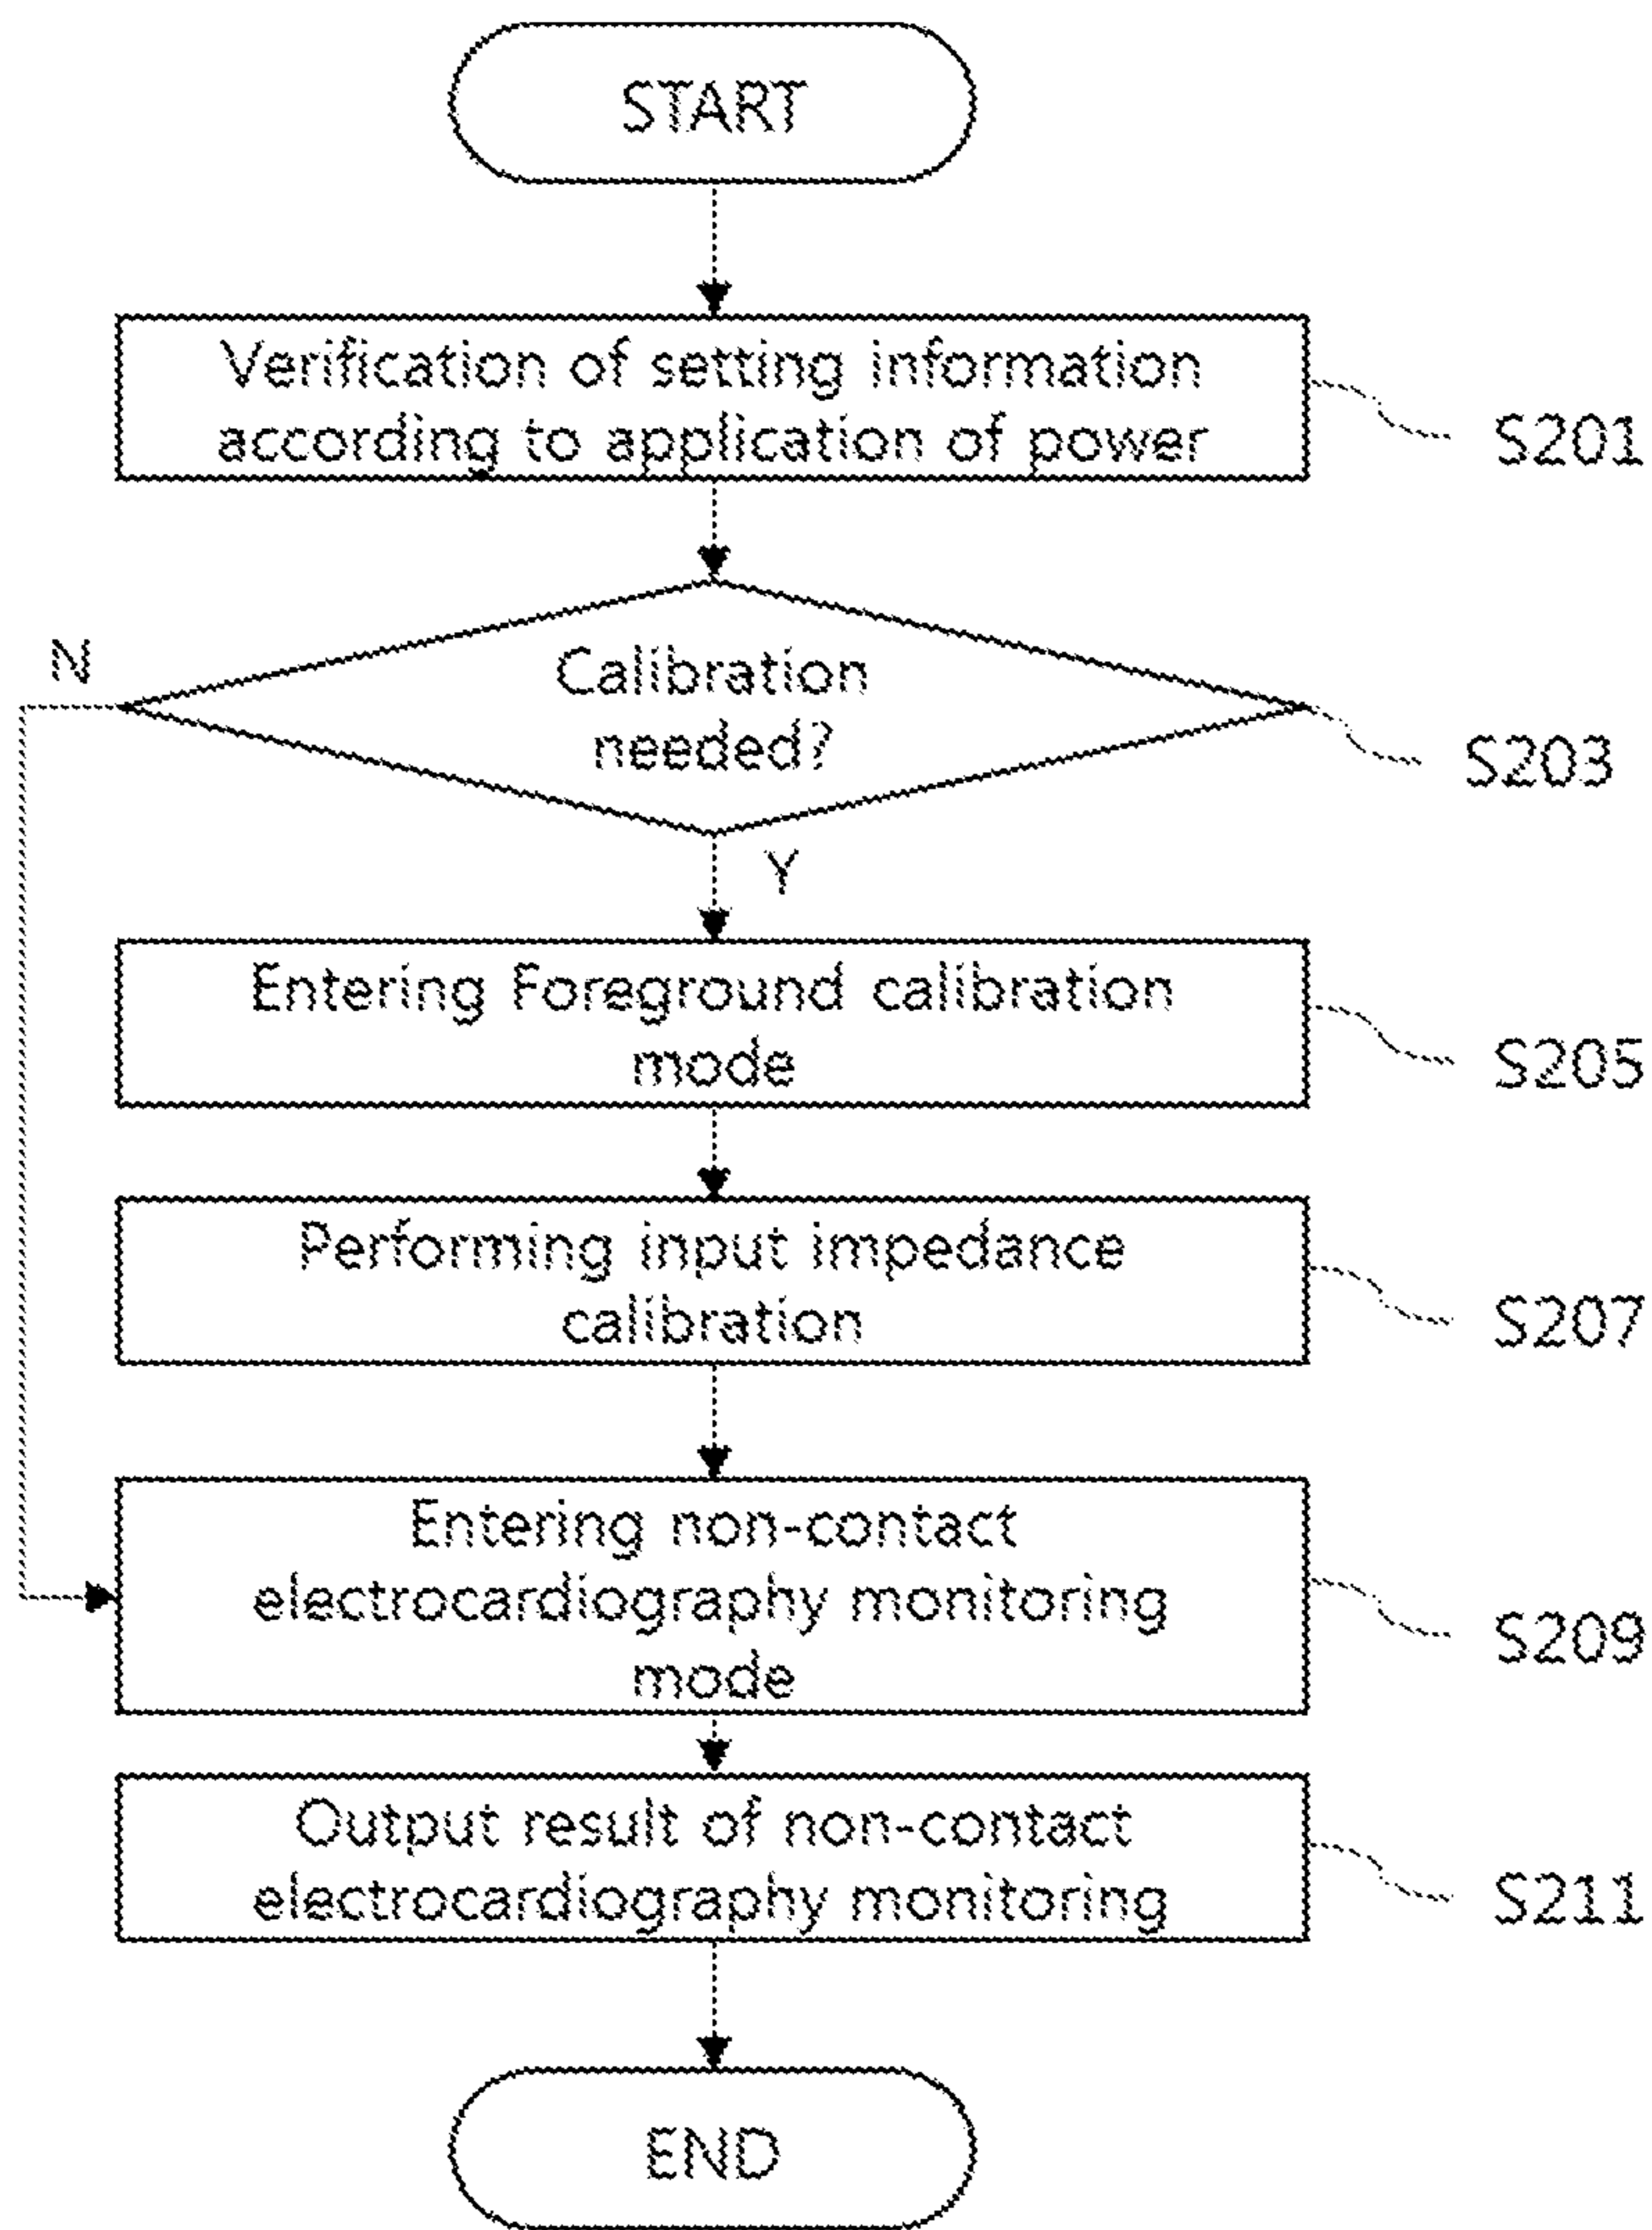 START
Verification of setting information
according to application of power
S201
N
Calibration
needed?
S203
Y
Entering Foreground calibration
mode
S205
Performing input impedance
calibration
S207
Entering non-contact
electrocardiography monitoring
mode
S209
Output result of non-contact
electrocardiography monitoring
S211
END